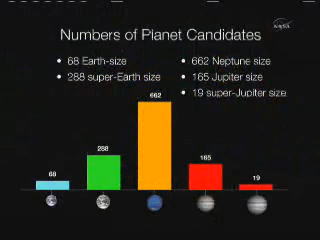 NASA
Numbers of Planet Candidates
• 68 Earth-size
• 288 super-Earth size
• 662 Neptune size
• 165 Jupiter size
• 19 super-Jupiter size
68
288
662
165
19